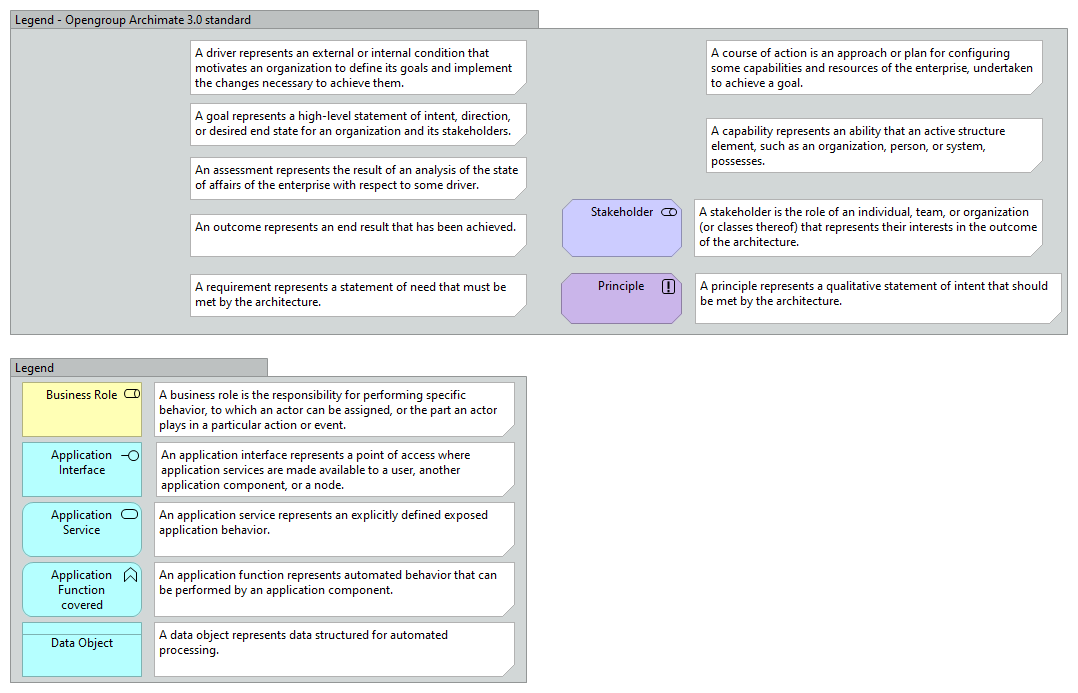 Legend - Opengroup Archimate 3.0 standard
A driver represents an external or internal condition that
motivates an organization to define its goals and implement
the changes necessary to achieve them.
A goal represents a high-level statement of intent, direction,
or desired end state for an organization and its stakeholders.
An assessment represents the result of an analysis of the state
of affairs of the enterprise with respect to some driver.
An outcome represents an end result that has been achieved.
A requirement represents a statement of need that must be
met by the architecture.
A course of action is an approach or plan for configuring
some capabilities and resources of the enterprise, undertaken
to achieve a goal.
A capability represents an ability that an active structure
element, such as an organization, person, or system,
possesses.
Stakeholder
A stakeholder is the role of an individual, team, or organization
(or classes thereof) that represents their interests in the outcome
of the architecture.
Principle
A principle represents a qualitative statement of intent that should
be met by the architecture.
Legend
Business Role
A business role is the responsibility for performing specific
behavior, to which an actor can be assigned, or the part an actor
plays in a particular action or event.
Application
Interface
An application interface represents a point of access where
application services are made available to a user, another
application component, or a node.
Application
Service
An application service represents an explicitly defined exposed
application behavior.
Application
Function
covered
An application function represents automated behavior that can
be performed by an application component.
Data Object
A data object represents data structured for automated
processing.